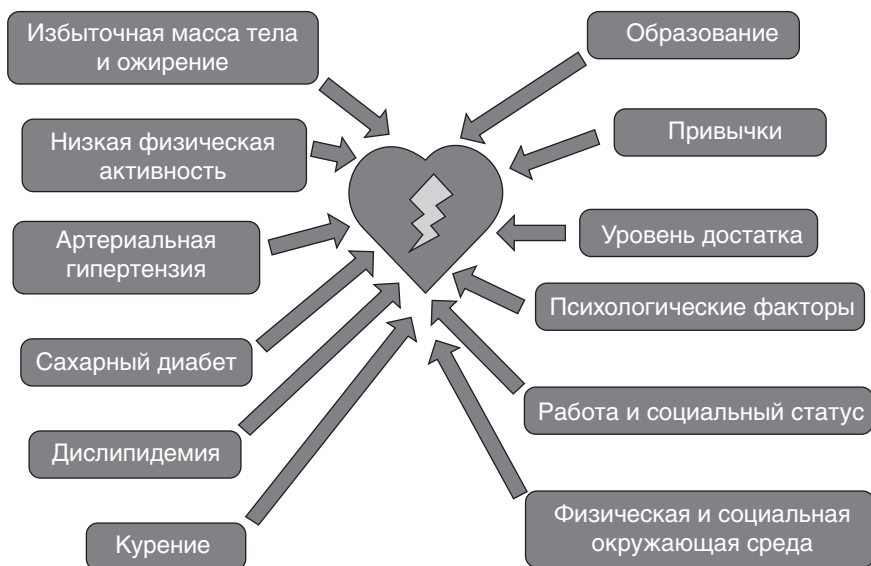 Избыточная масса тела
и ожирение
Низкая физическая
активность
Артериальная
гипертензия
Сахарный диабет
Дислипидемия
Курение
Образование
Привычки
Уровень достатка
Психологические факторы
Работа и социальный статус
Физическая и социальная
окружающая среда